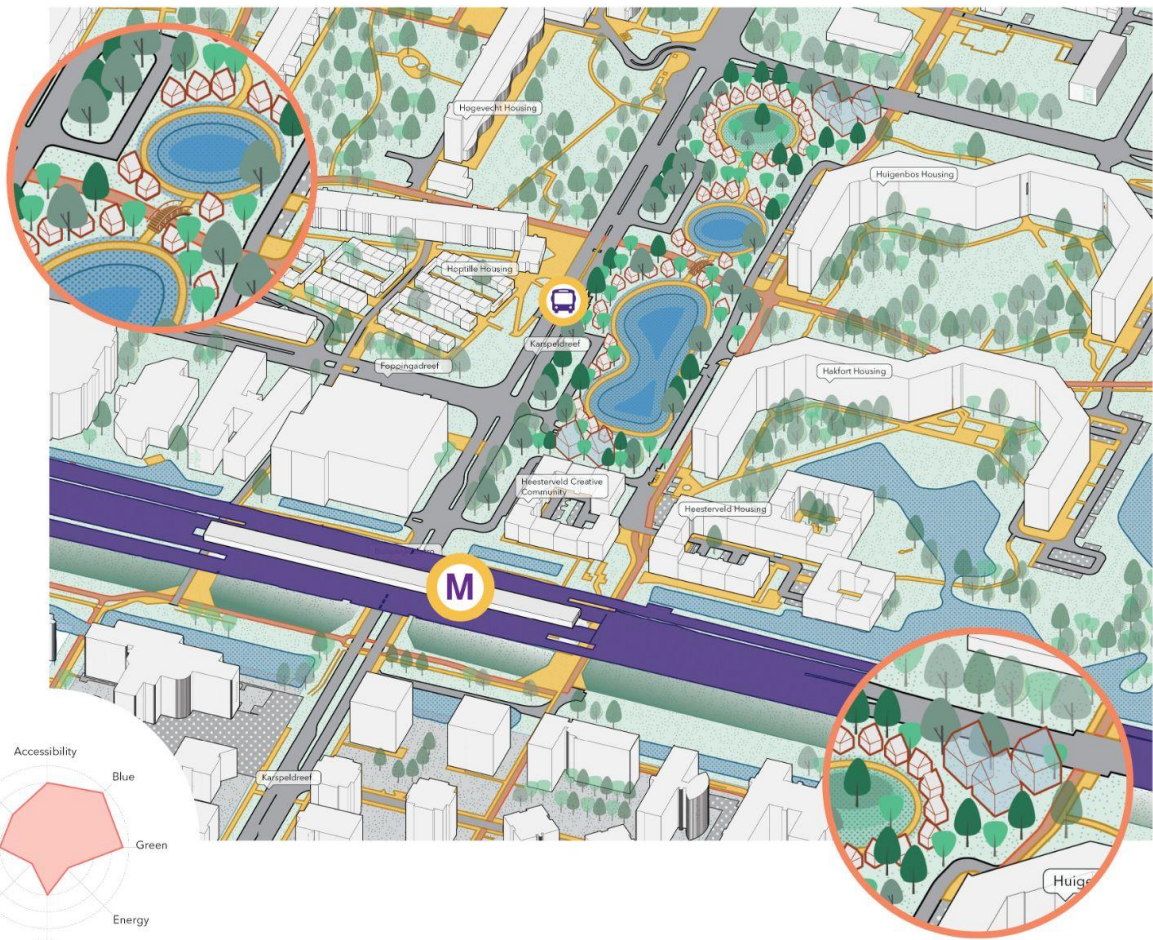 Hogevecht Housing
Huigenbos Housing
Hoptille Housing
Karspeldreef
Foppingadreef
Hakfort Housing
Heesterveld Creative
Community
Heesterveld Housing
M
Karspeldreef
Accessibility
Blue
Green
Energy
Huige